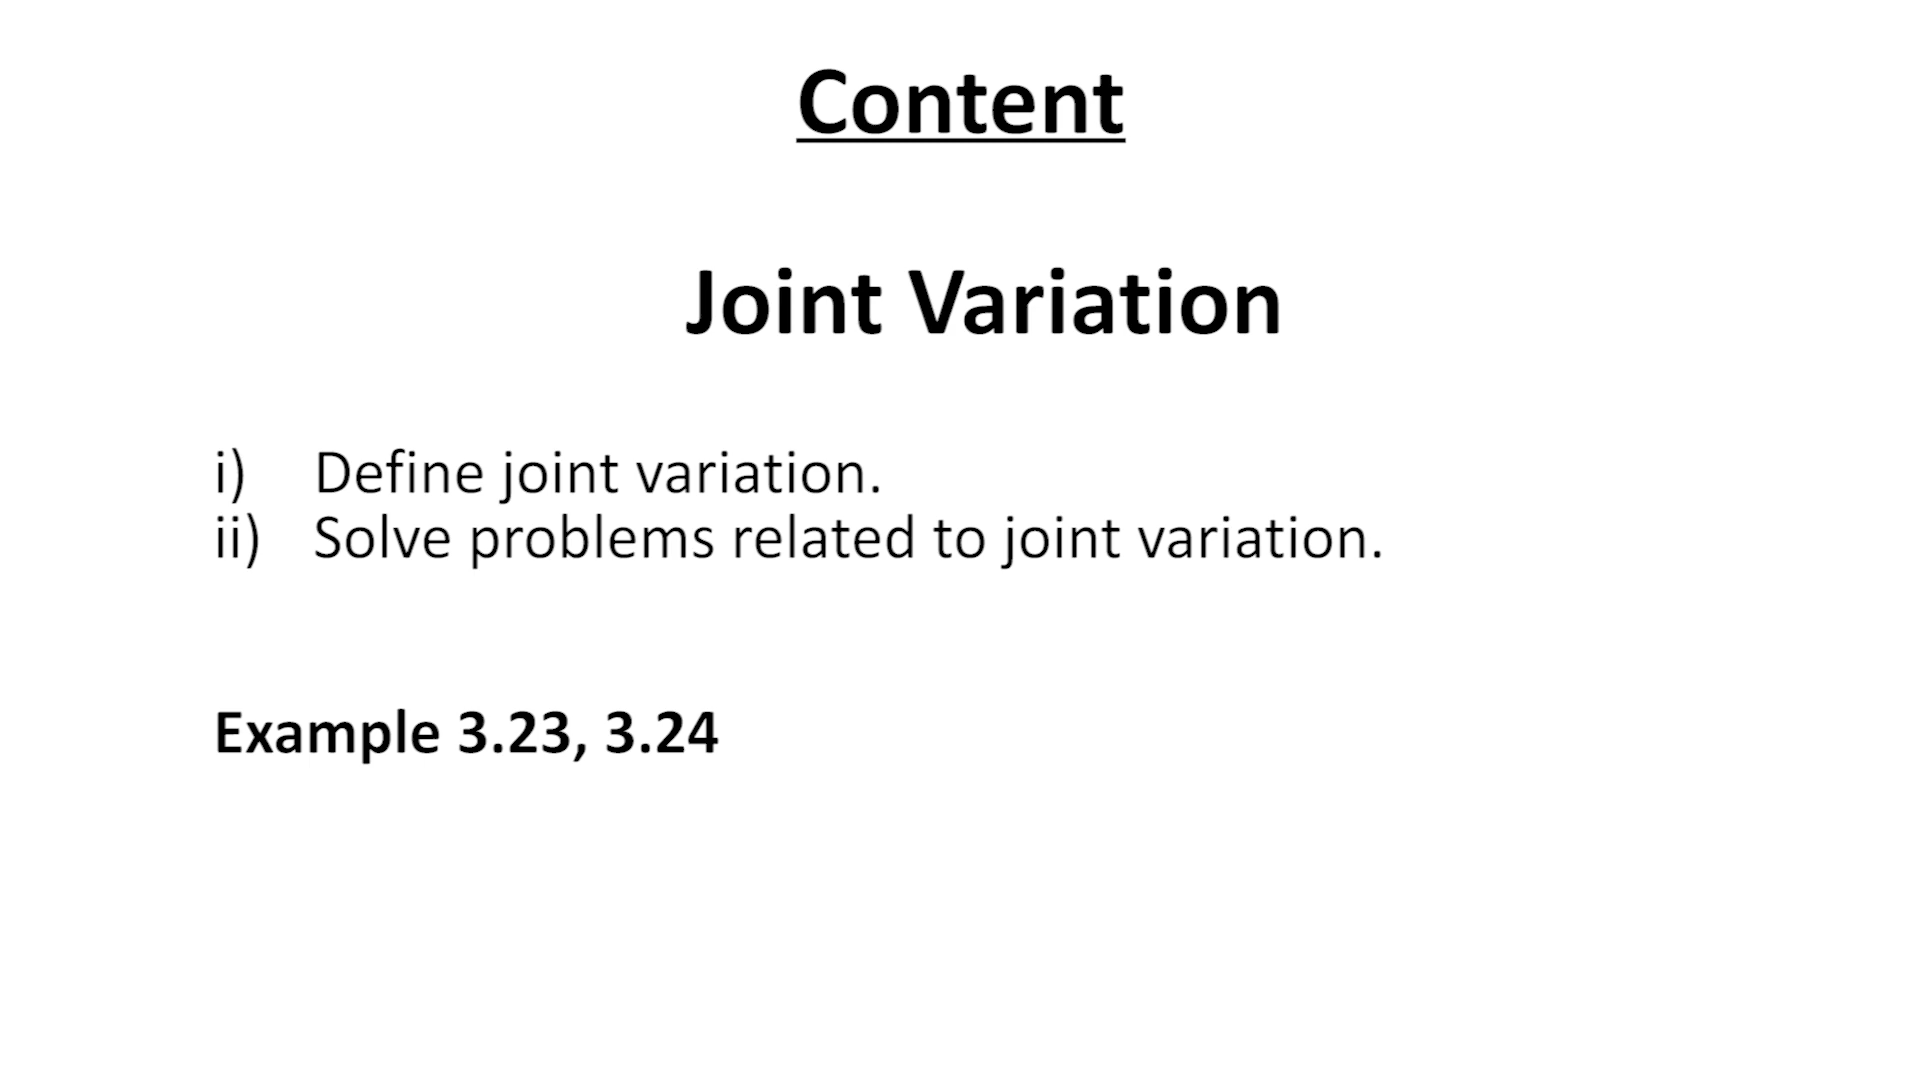 Content
Joint Variation
i) Define joint variation.
ii) Solve problems related to joint variation.
Example 3.23, 3.24